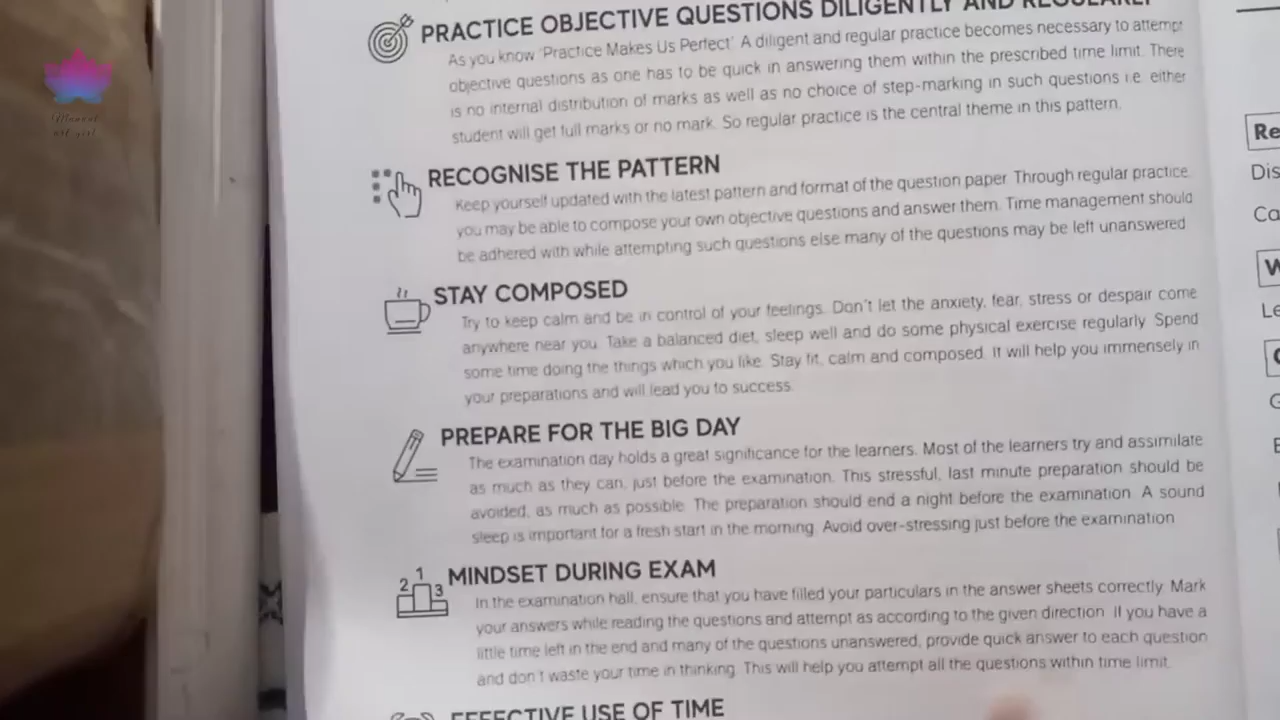 PRACTICE OBJECTIVE QUESTIONS DILIGENTLY AND REGULARLY
As you know 'Practice Makes Us Perfect' A diligent and regular practice becomes necessary to attempt
objective questions as one has to be quick in answering them within the prescribed time limit. There
is no internal distribution of marks as well as no choice of step-marking in such questions i.e. either
student will get full marks or no mark. So regular practice is the central theme in this pattern.
RECOGNISE THE PATTERN
Keep yourself updated with the latest pattern and format of the question paper. Through regular practice
you may be able to compose your own objective questions and answer them. Time management should
be adhered with while attempting such questions else many of the questions may be left unanswered.
STAY COMPOSED
Try to keep calm and be in control of your feelings. Don't let the anxiety, fear, stress or despair come
anywhere near you. Take a balanced diet, sleep well and do some physical exercise regularly. Spend
some time doing the things which you like. Stay fit, calm and composed. It will help you immensely in
your preparations and will lead you to success.
PREPARE FOR THE BIG DAY
The examination day holds a great significance for the learners. Most of the learners try and assimilate
as much as they can, just before the examination. This stressful, last minute preparation should be
avoided, as much as possible. The preparation should end a night before the examination. A sound
sleep is important for a fresh start in the morning. Avoid over-stressing just before the examination
2 1 3
MINDSET DURING EXAM
In the examination hall, ensure that you have filled your particulars in the answer sheets correctly. Mark
your answers while reading the questions and attempt as according to the given direction. If you have a
little time left in the end and many of the questions unanswered, provide quick answer to each question
and don't waste your time in thinking. This will help you attempt all the questions within time limit.
EFFECTIVE USE OF TIME
Re
Dis
Ca
W
Le